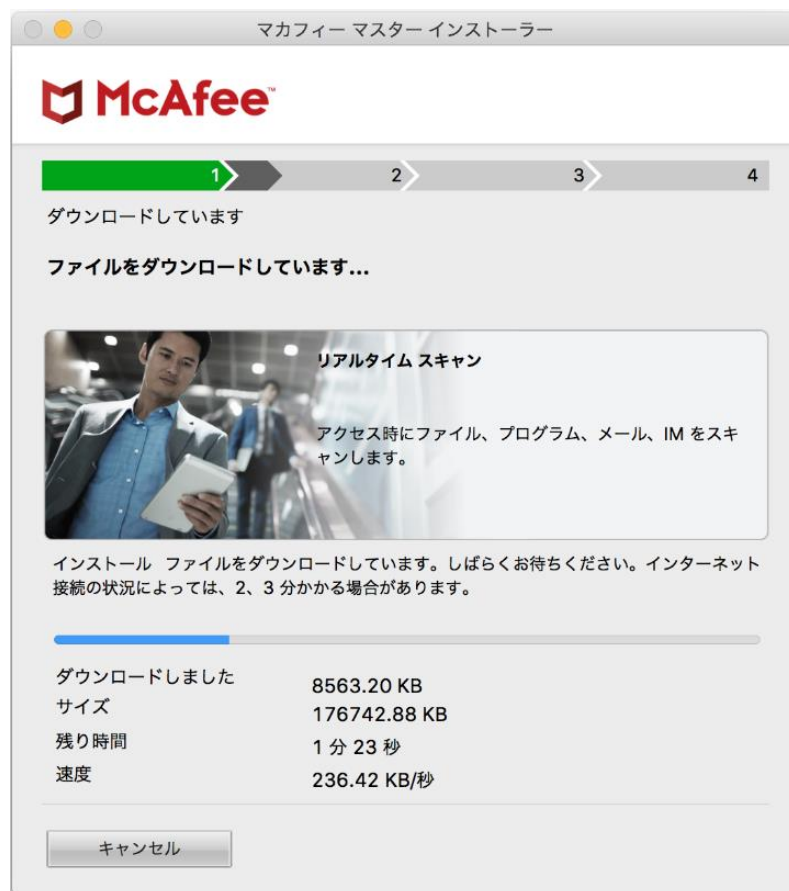 マカフィー マスター インストーラー
McAfee™
1 2 3 4
ダウンロードしています
ファイルをダウンロードしています...
リアルタイム スキャン
アクセス時にファイル、プログラム、メール、IM をスキ
ャンします。
インストール ファイルをダウンロードしています。しばらくお待ちください。インターネット
接続の状況によっては、2、3 分かかる場合があります。
ダウンロードしました 8563.20 KB
サイズ 176742.88 KB
残り時間 1 分 23 秒
速度 236.42 KB/秒
キャンセル